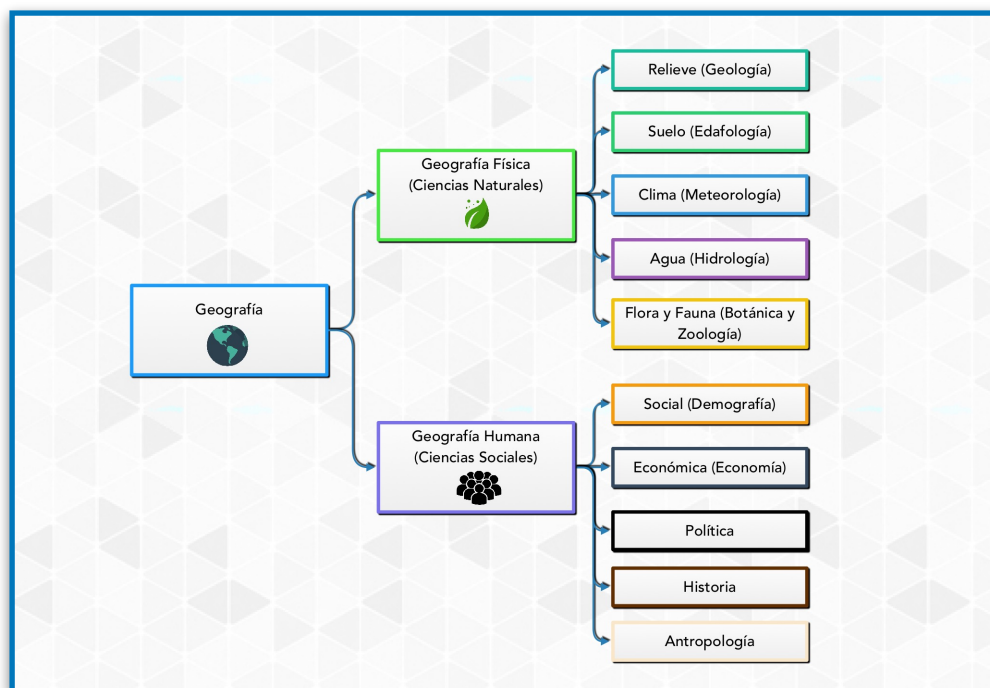 Geografía
Geografía Física
(Ciencias Naturales)
Relieve (Geología)
Suelo (Edafología)
Clima (Meteorología)
Agua (Hidrología)
Flora y Fauna (Botánica y
Zoología)
Geografía Humana
(Ciencias Sociales)
Social (Demografía)
Económica (Economía)
Política
Historia
Antropología